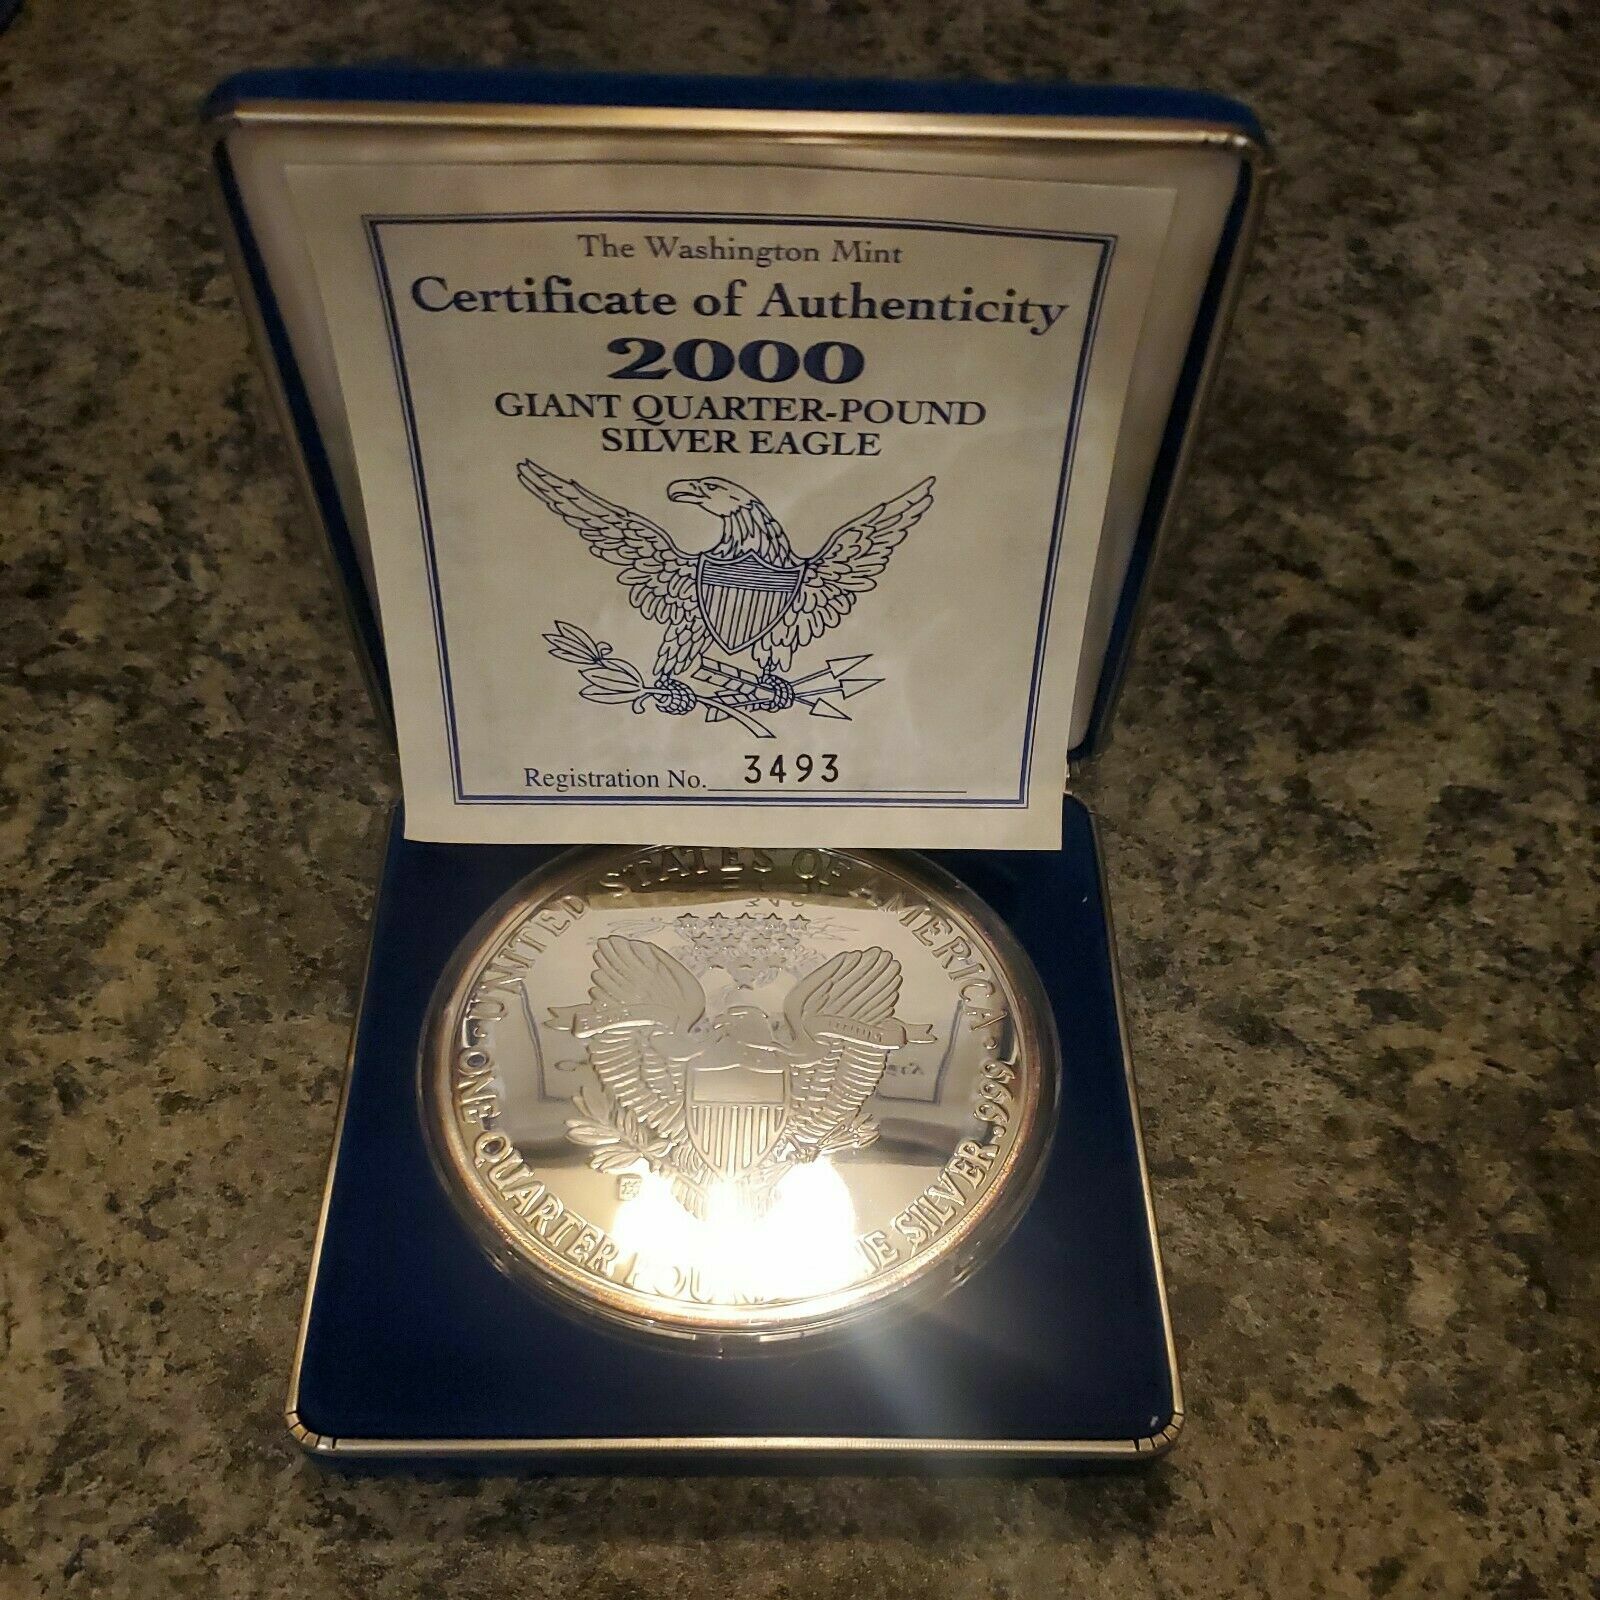 The Washington Mint
Certificate of Authenticity
2000
GIANT QUARTER-POUND
SILVER EAGLE
Registration No. 3493
UNITED STATES OF AMERICA
ONE QUARTER SILVER .999